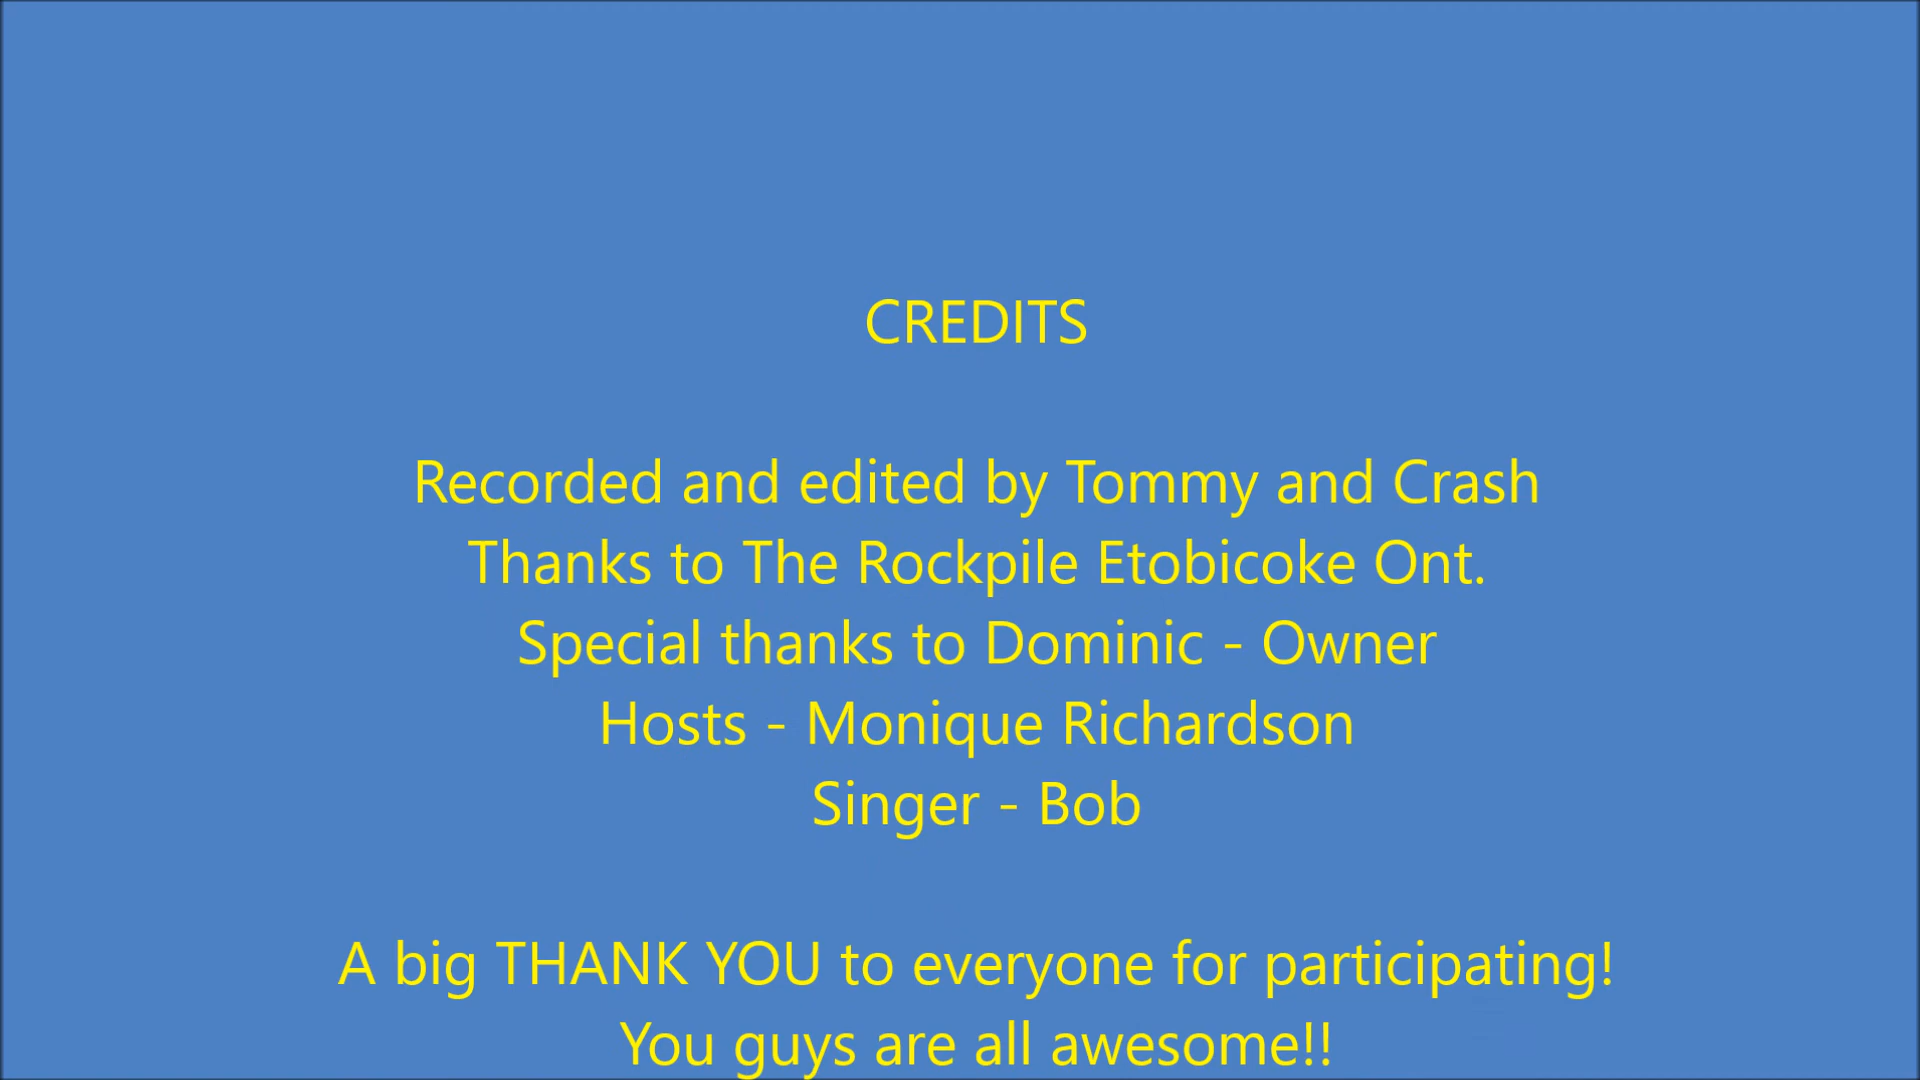 CREDITS
Recorded and edited by Tommy and Crash
Thanks to The Rockpile Etobicoke Ont.
Special thanks to Dominic - Owner
Hosts - Monique Richardson
Singer - Bob
A big THANK YOU to everyone for participating!
You guys are all awesome!!